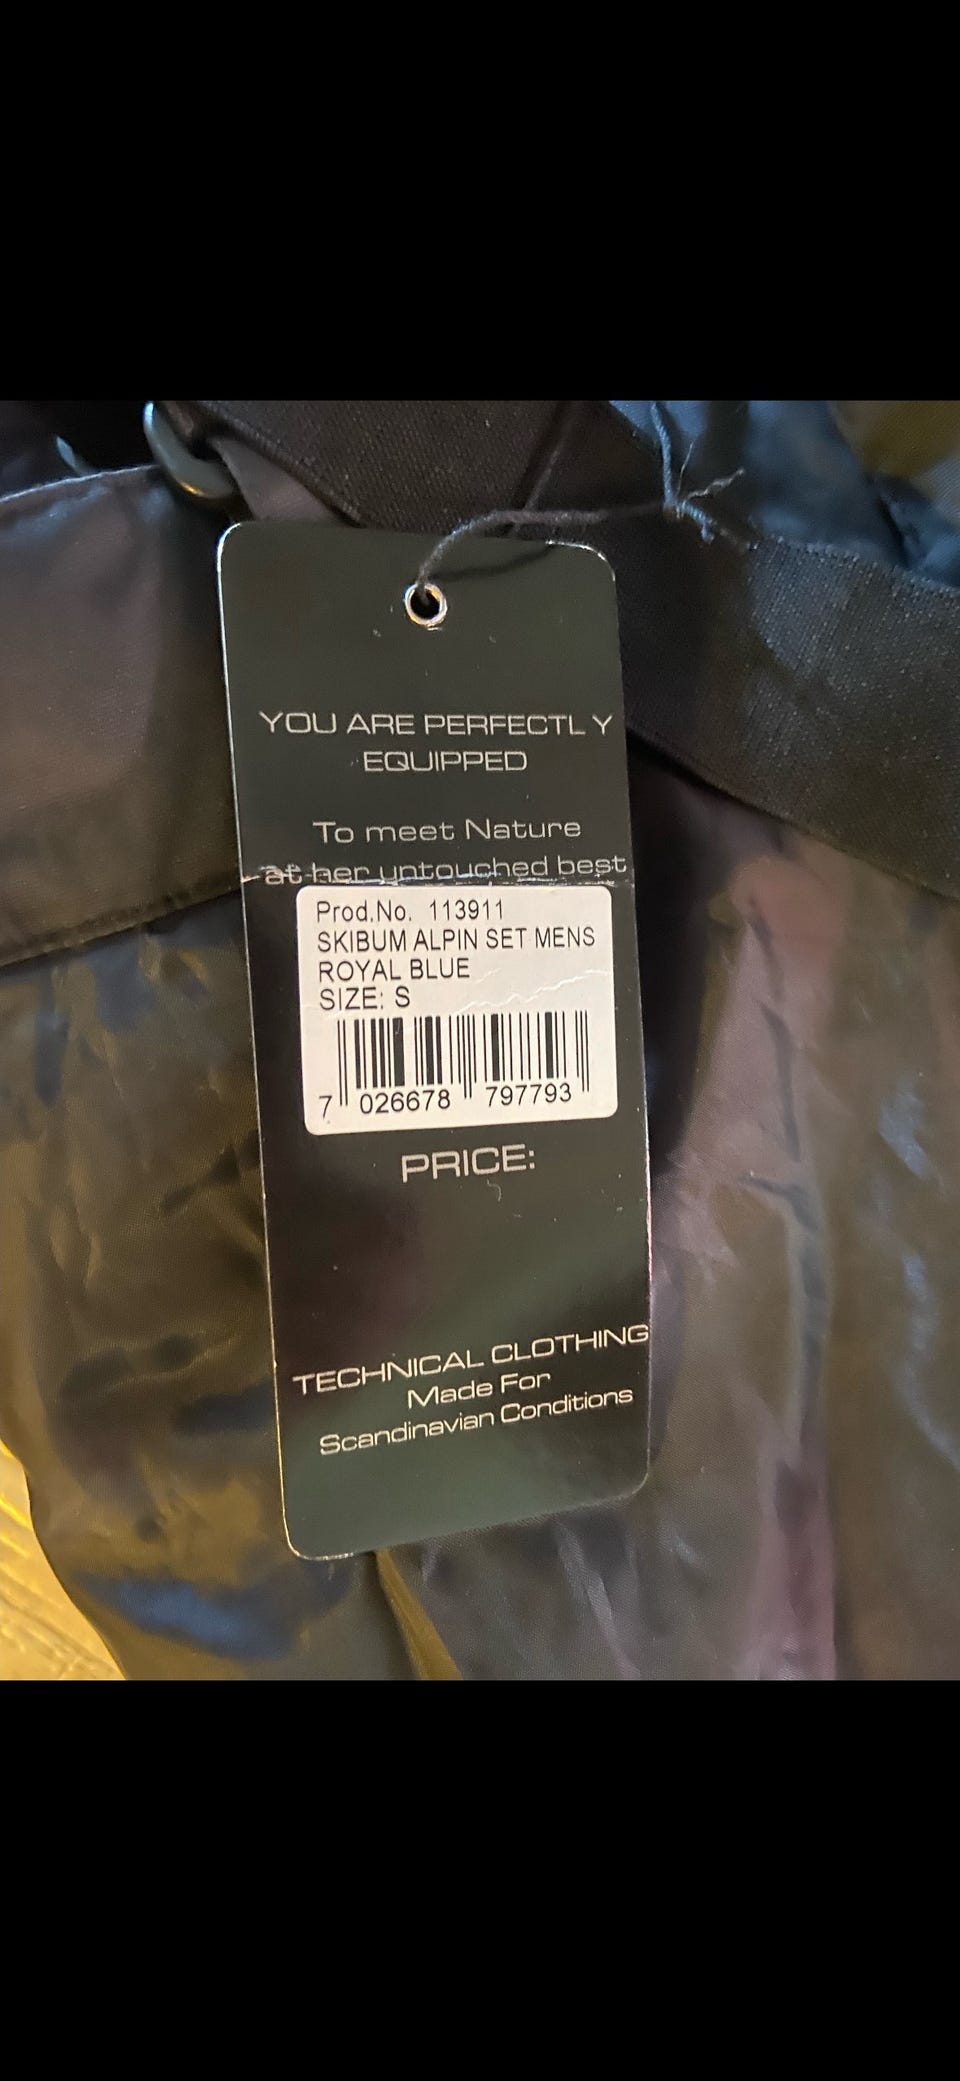 YOU ARE PERFECTLY
EQUIPPED
To meet Nature
at her untouched best
Prod.No. 113911
SKIBUM ALPIN SET MENS
ROYAL BLUE
SIZE: S
7 026678 797793
PRICE:
TECHNICAL CLOTHING
Made For
Scandinavian Conditions